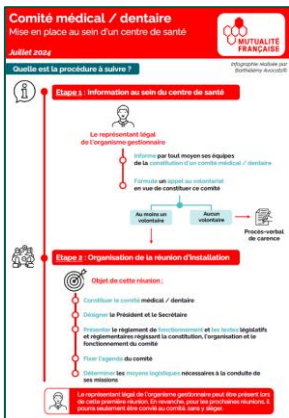 Comité médical / dentaire
Mise en place au sein d'un centre de santé
Juillet 2024
MUTUALITÉ
FRANÇAISE
Quelle est la procédure à suivre ?
Infographie réalisée par
Barthélemy Avocats©
Etape 1 : Information au sein du centre de santé
Le représentant légal
de l'organisme gestionnaire
Informe par tout moyen ses équipes
de la constitution d'un comité médical / dentaire
Formule un appel au volontariat
en vue de constituer ce comité
Au moins un
volontaire
Aucun
volontaire
Procès-verbal
de carence
Etape 2 : Organisation de la réunion d'installation
Objet de cette réunion :
Constituer le comité médical / dentaire
Désigner le Président et le Secrétaire
Présenter le règlement de fonctionnement et les textes législatifs
et règlementaires régissant la constitution, l'organisation et le
fonctionnement du comité
Fixer l'agenda du comité
Déterminer les moyens logistiques nécessaires à la conduite de
ses missions
Le représentant légal de l'organisme gestionnaire peut être présent lors
de cette première réunion. En revanche, pour les prochaines réunions, il
pourra seulement être convié au comité sans y siéger.